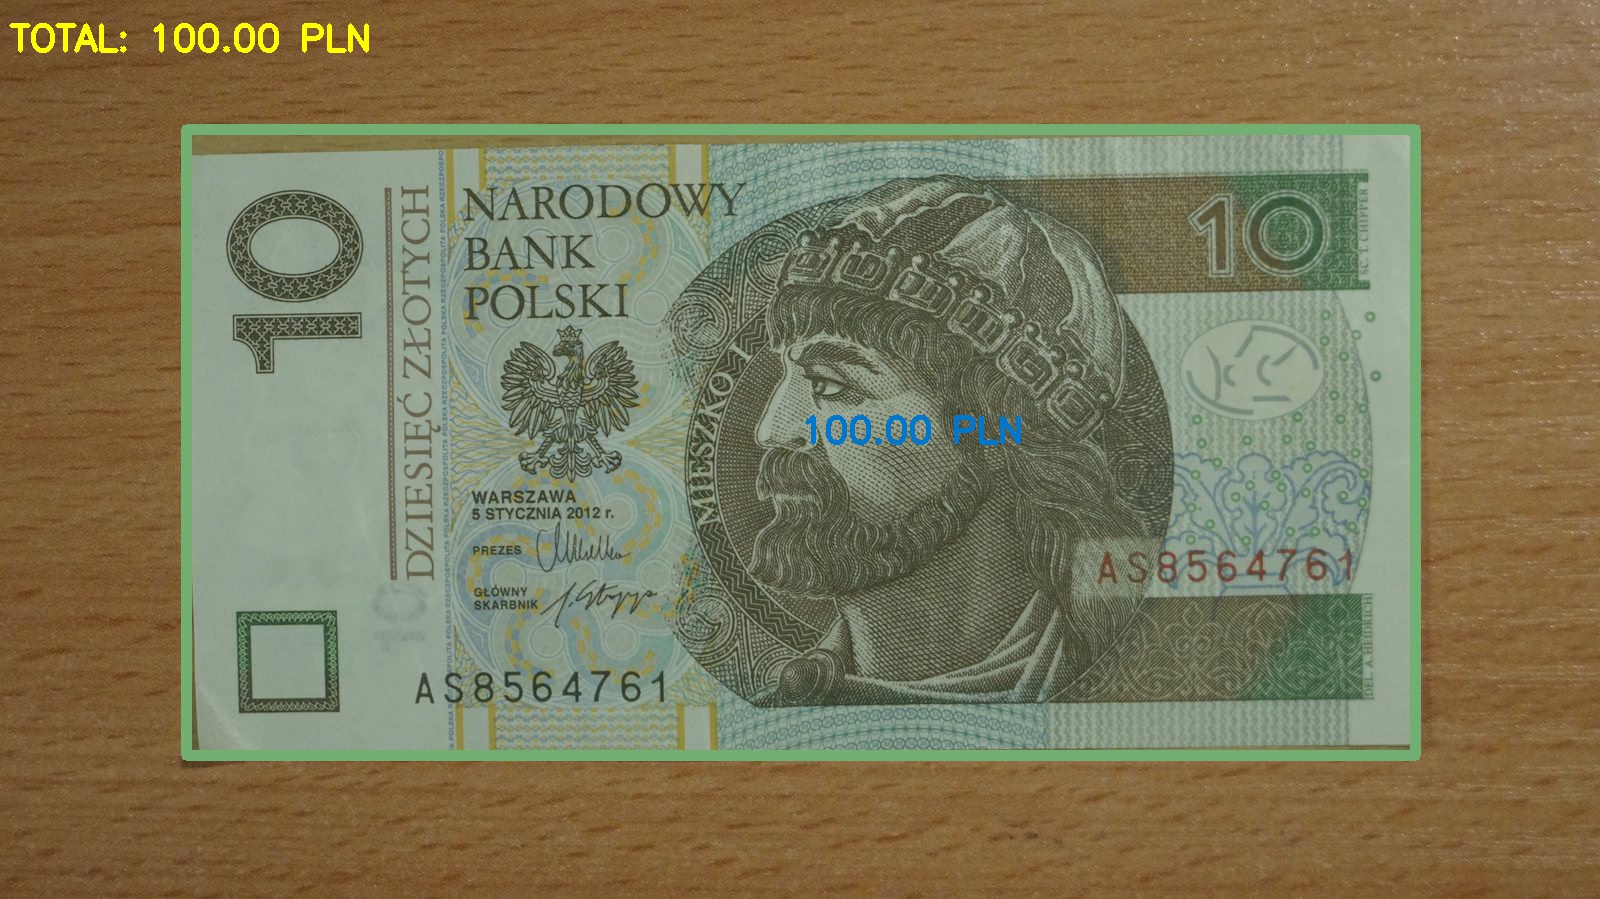 TOTAL: 100.00 PLN
10
DZIESIĘĆ ZŁOTYCH
NARODOWY
BANK
POLSKI
10
SC. T. CHIPPER
MIESZKO I
100.00 PLN
WARSZAWA
5 STYCZNIA 2012 r.
PREZES
GŁÓWNY
SKARBNIK
AS8564761
AS8564761
DEL. A. HEIDRICH